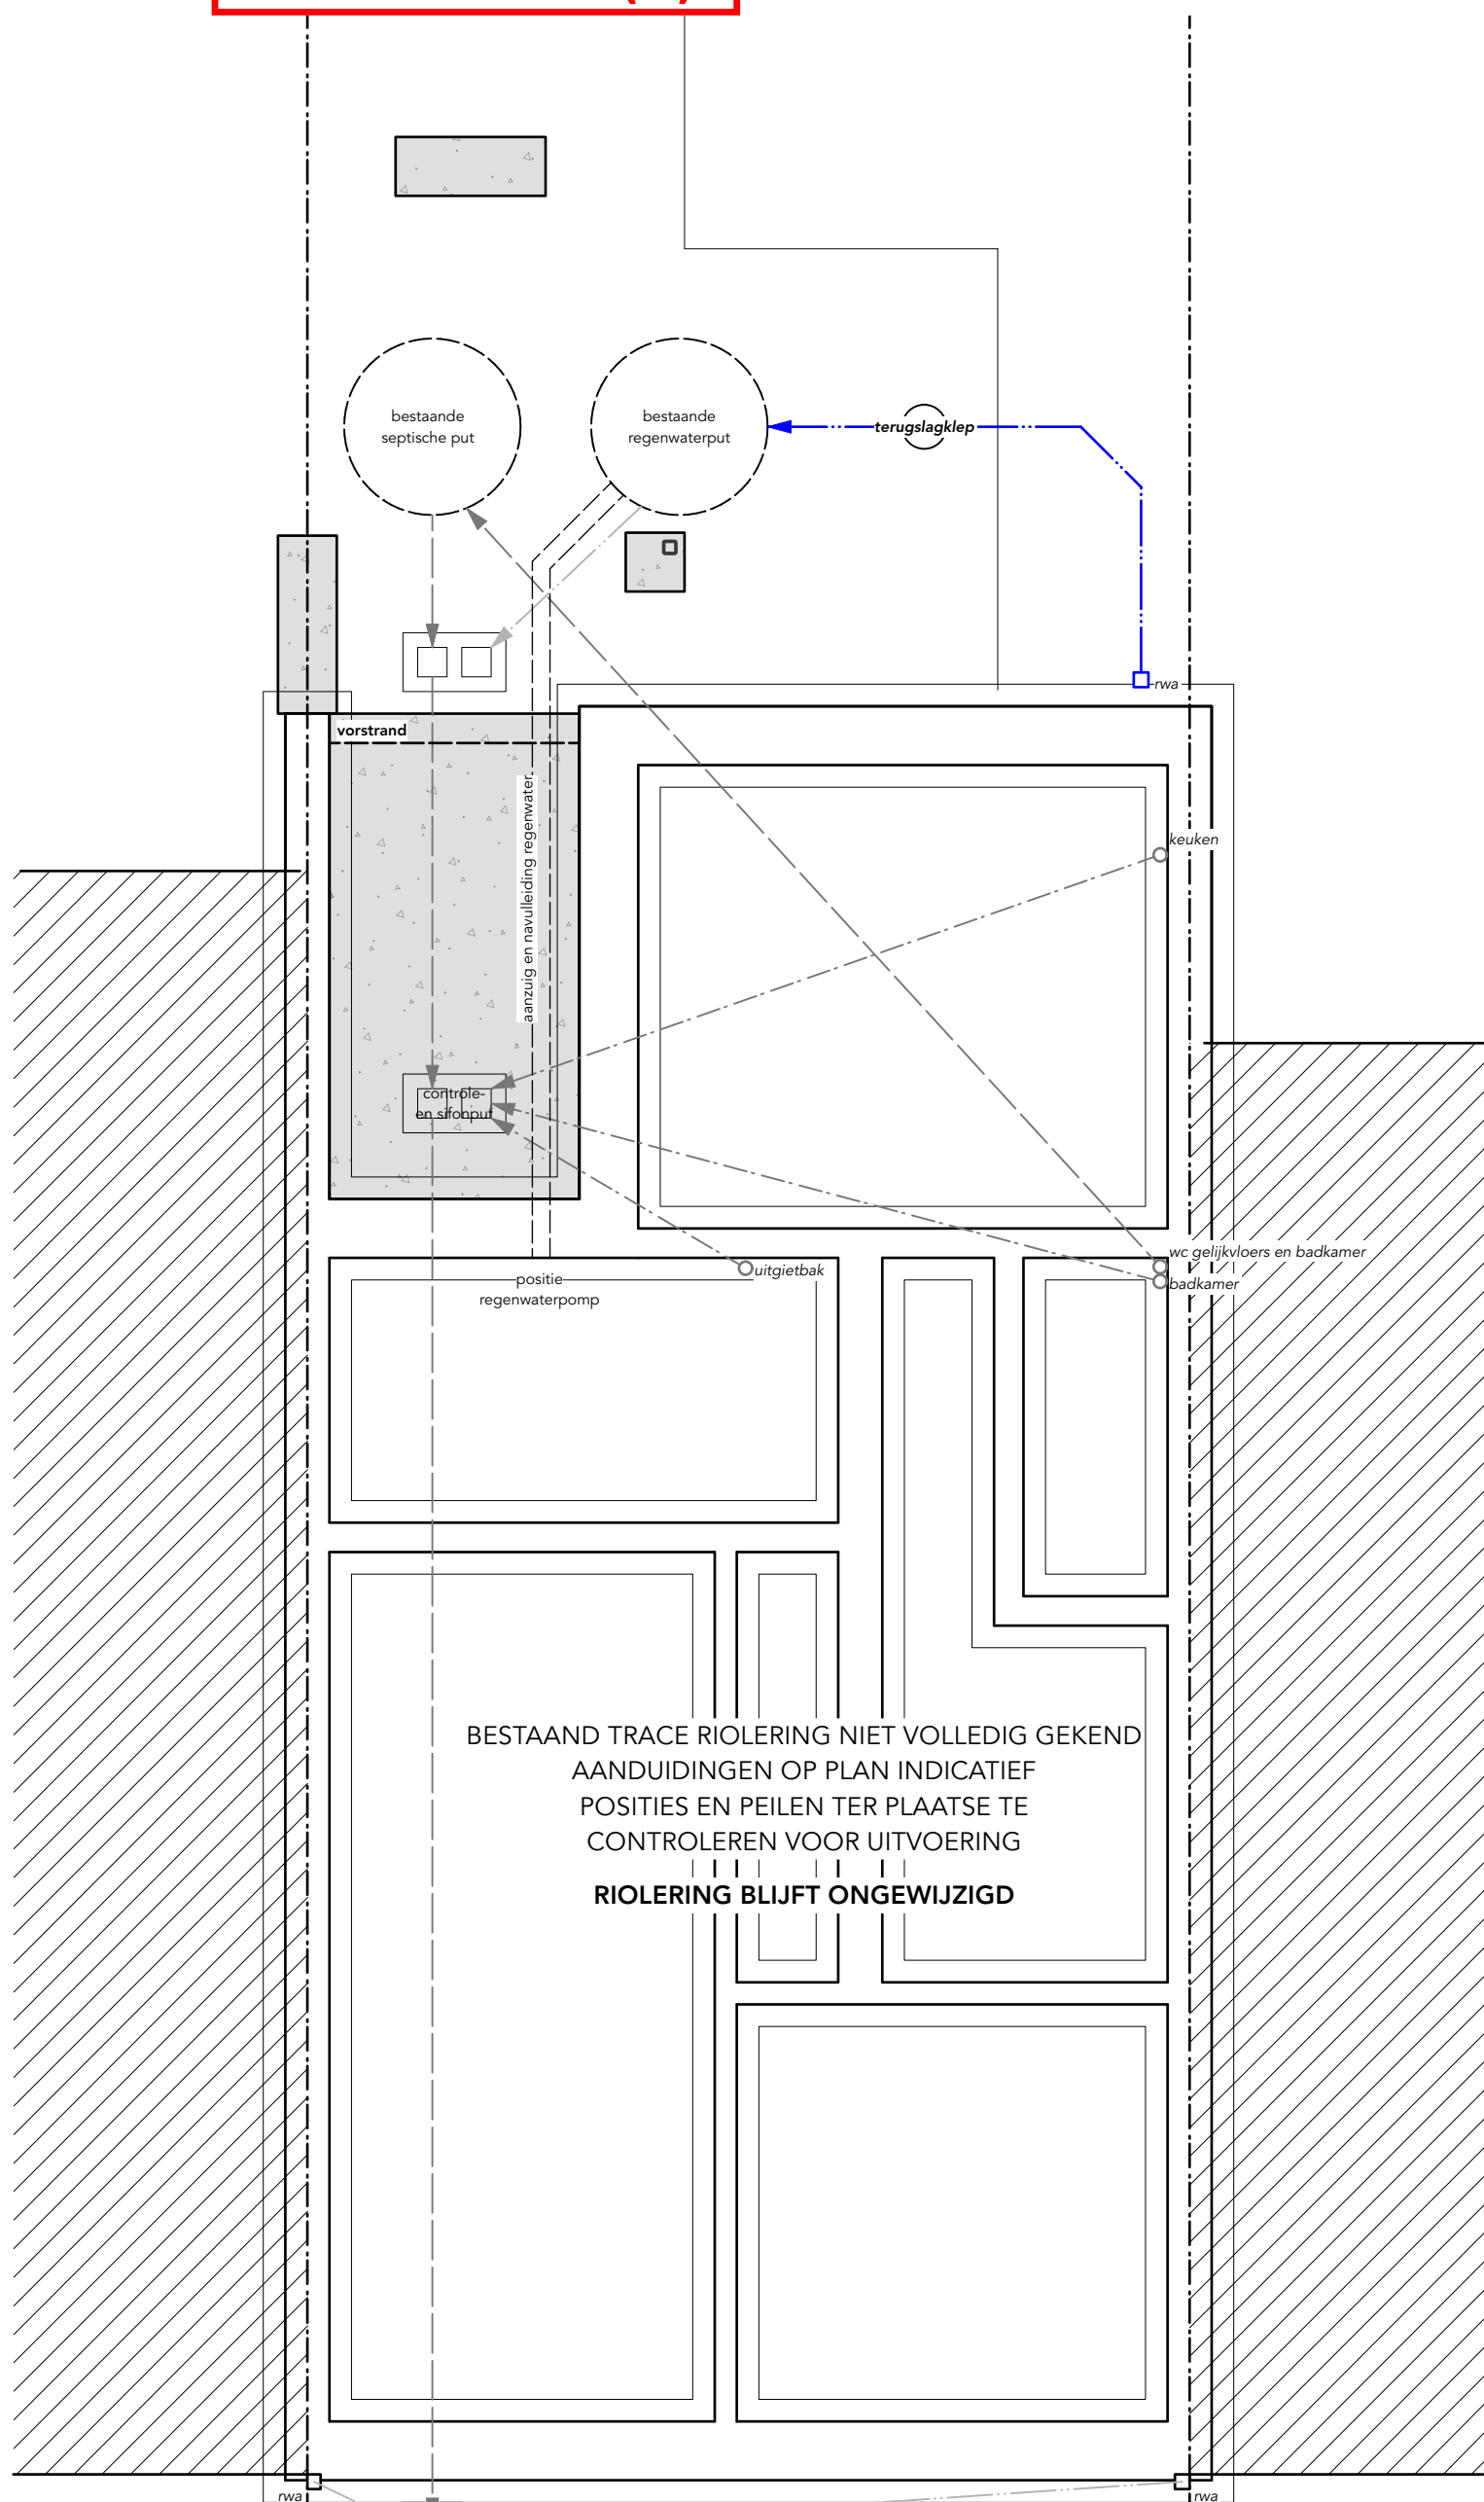 bestaande
septische put
bestaande
regenwaterput
terugslagklep
rwa
vorstrand
aanzuig en navulleiding regenwater
keuken
controle-
en sifonput
wc gelijkvloers en badkamer
uitgietbak
badkamer
positie
regenwaterpomp
BESTAAND TRACE RIOLERING NIET VOLLEDIG GEKEND
AANDUIDINGEN OP PLAN INDICATIEF
POSITIES EN PEILEN TER PLAATSE TE
CONTROLEREN VOOR UITVOERING
RIOLERING BLIJFT ONGEWIJZIGD
rwa
rwa